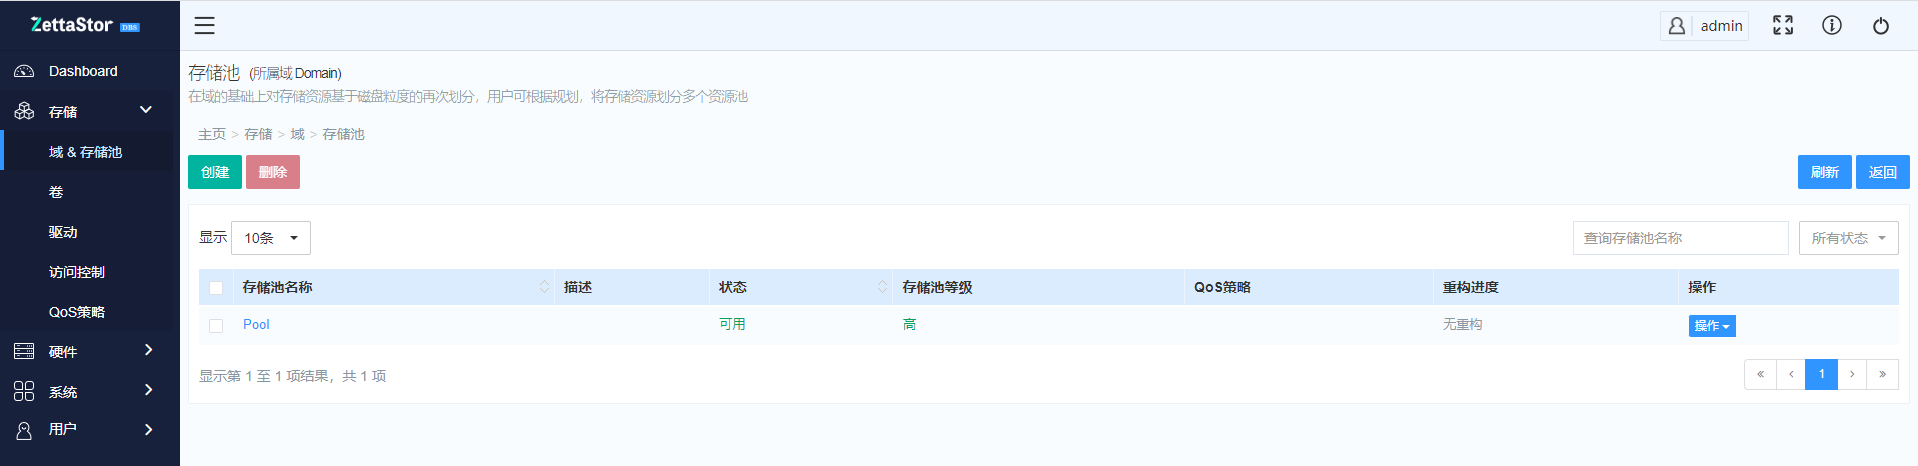 ZettaStor DBS
admin
Dashboard
存储
域 & 存储池
卷
驱动
访问控制
QoS策略
硬件
系统
用户
存储池 (所属域 Domain)
在域的基础上对存储资源基于磁盘粒度的再次划分，用户可根据规划，将存储资源划分多个资源池
主页 > 存储 > 域 > 存储池
创建 删除 刷新 返回
显示 10条 查询存储池名称 所有状态
存储池名称 描述 状态 存储池等级 QoS策略 重构进度 操作
Pool 可用 高 无重构 操作
显示第 1 至 1 项结果，共 1 项
« ‹ 1 › »